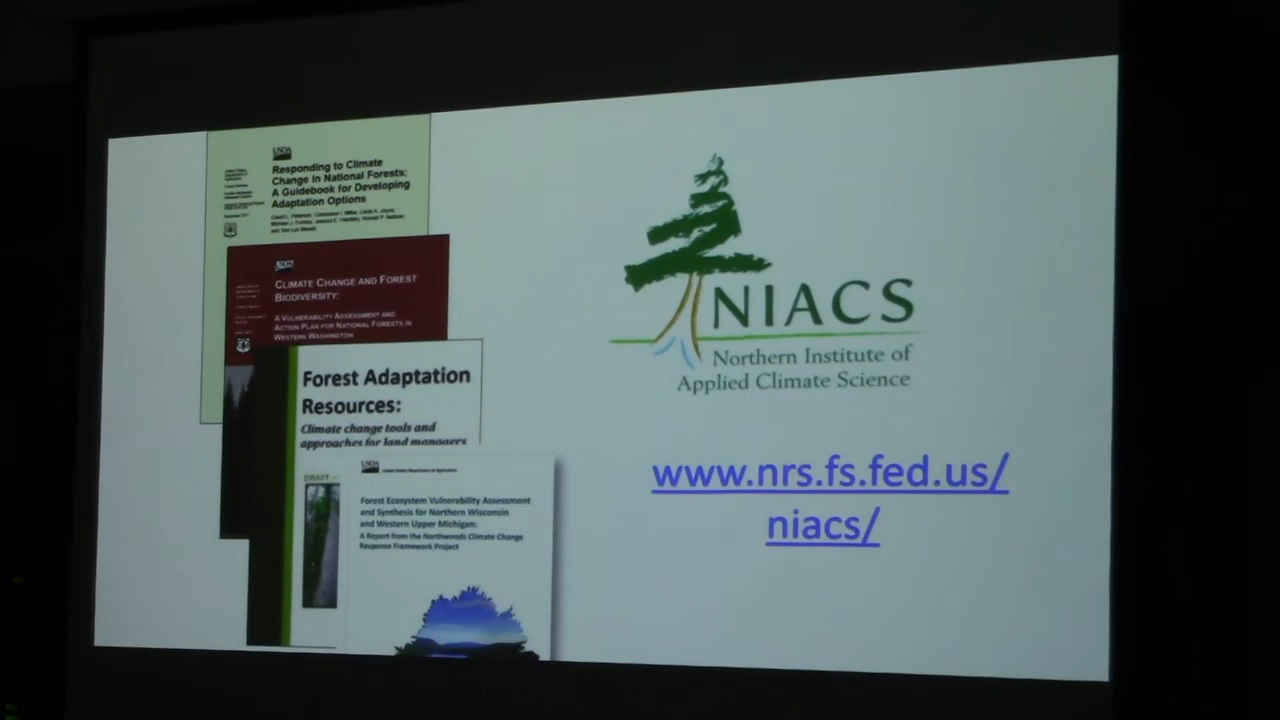 USDA
Responding to Climate
Change in National Forests:
A Guidebook for Developing
Adaptation Options
USDA
CLIMATE CHANGE AND FOREST
BIODIVERSITY:
A VULNERABILITY ASSESSMENT AND
ACTION PLAN FOR NATIONAL FORESTS IN
WESTERN WASHINGTON
Forest Adaptation
Resources:
Climate change tools and
approaches for land managers
DRAFT
USDA
United States Department of Agriculture
Forest Ecosystem Vulnerability Assessment
and Synthesis for Northern Wisconsin
and Western Upper Michigan:
A Report from the Northwoods Climate Change
Response Framework Project
NIACS
Northern Institute of
Applied Climate Science
www.nrs.fs.fed.us/
niacs/